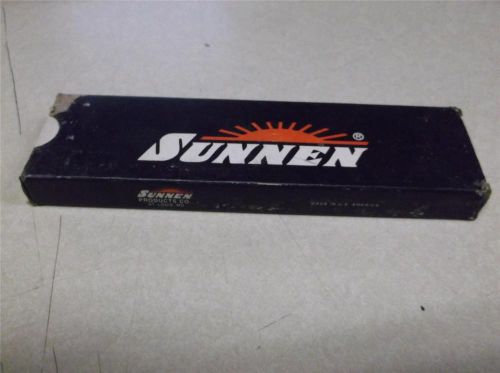 SUNNEN®
SUNNEN
PRODUCTS CO.
ST. LOUIS, MO.
MADE IN U.S. AMERICA